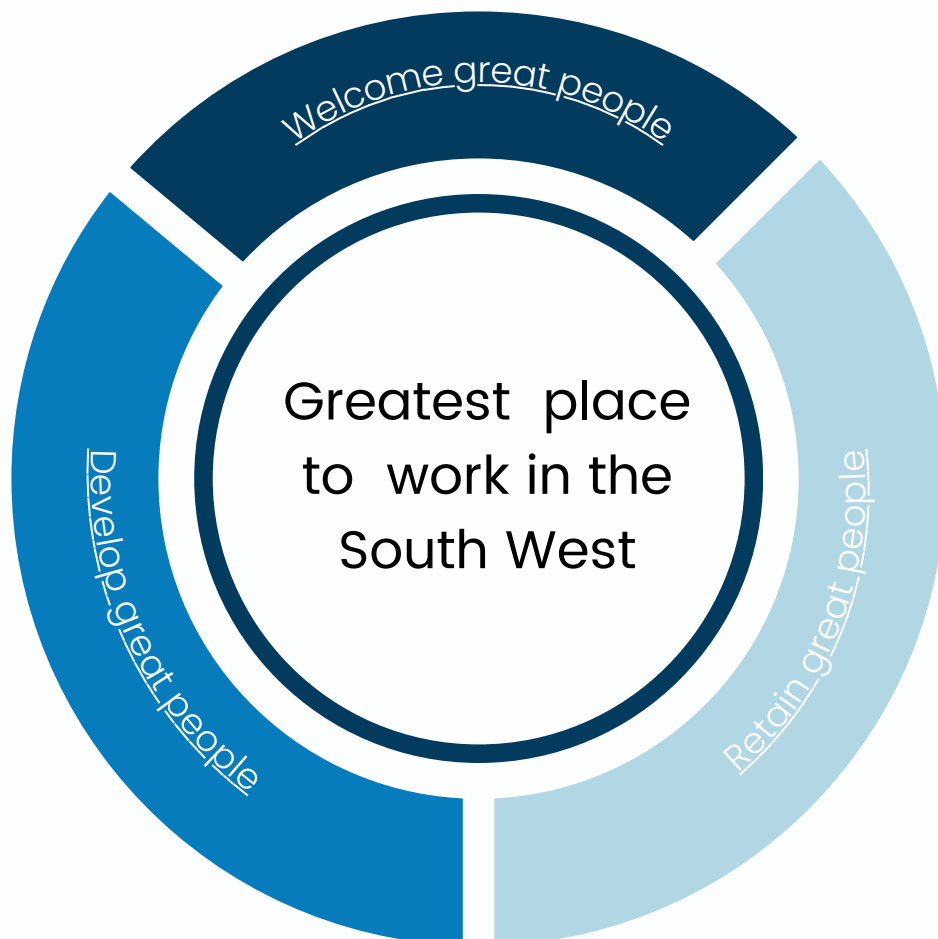 Welcome great people
Greatest place
to work in the
South West
Develop great people
Retain great people